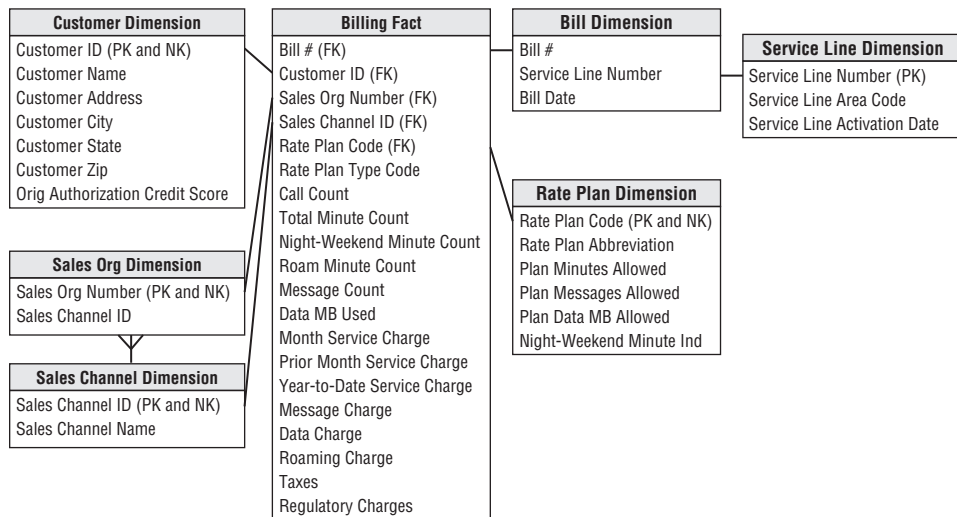 Customer Dimension
Customer ID (PK and NK)
Customer Name
Customer Address
Customer City
Customer State
Customer Zip
Orig Authorization Credit Score
Sales Org Dimension
Sales Org Number (PK and NK)
Sales Channel ID
Sales Channel Dimension
Sales Channel ID (PK and NK)
Sales Channel Name
Billing Fact
Bill # (FK)
Customer ID (FK)
Sales Org Number (FK)
Sales Channel ID (FK)
Rate Plan Code (FK)
Rate Plan Type Code
Call Count
Total Minute Count
Night-Weekend Minute Count
Roam Minute Count
Message Count
Data MB Used
Month Service Charge
Prior Month Service Charge
Year-to-Date Service Charge
Message Charge
Data Charge
Roaming Charge
Taxes
Regulatory Charges
Bill Dimension
Bill #
Service Line Number
Bill Date
Rate Plan Dimension
Rate Plan Code (PK and NK)
Rate Plan Abbreviation
Plan Minutes Allowed
Plan Messages Allowed
Plan Data MB Allowed
Night-Weekend Minute Ind
Service Line Dimension
Service Line Number (PK)
Service Line Area Code
Service Line Activation Date